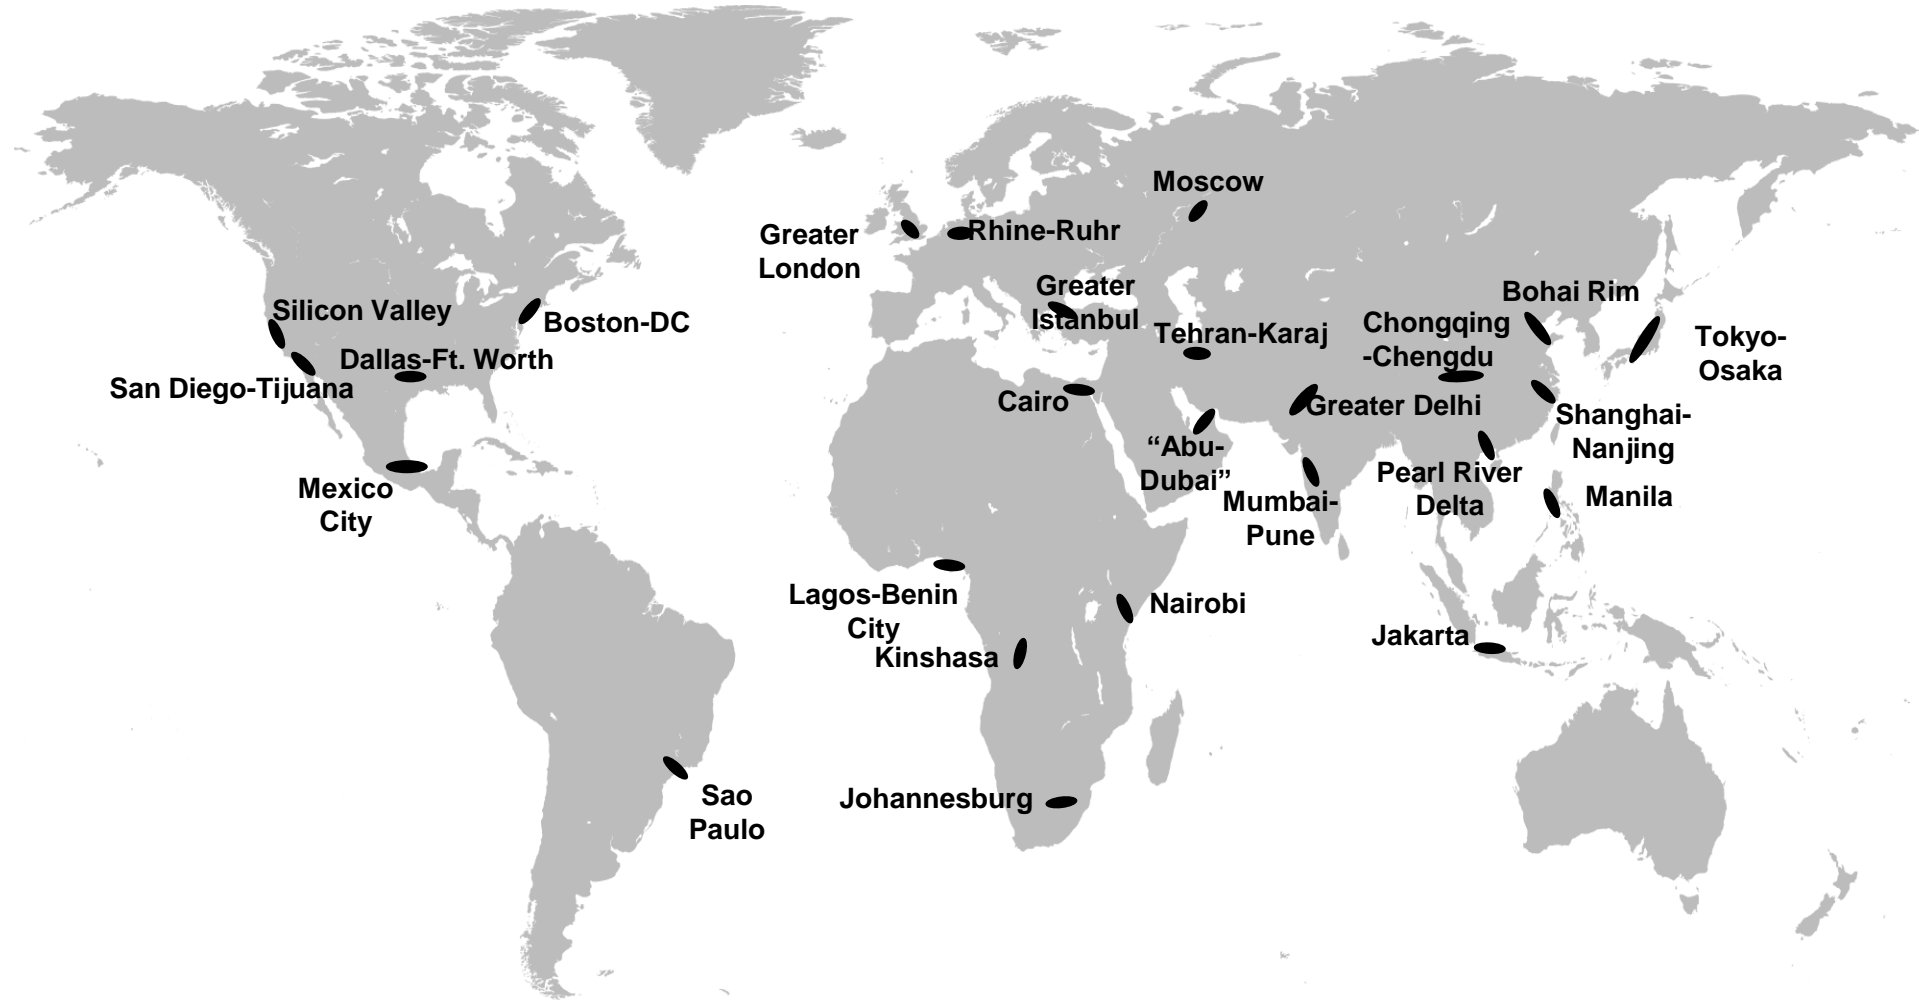 Moscow
Greater
London
Rhine-Ruhr
Greater
Istanbul
Bohai Rim
Silicon Valley
Boston-DC
Tehran-Karaj
Chongqing
-Chengdu
Tokyo-
Osaka
Dallas-Ft. Worth
San Diego-Tijuana
Cairo
Greater Delhi
Shanghai-
Nanjing
“Abu-
Dubai”
Pearl River
Delta
Mexico
City
Mumbai-
Pune
Manila
Lagos-Benin
City
Nairobi
Kinshasa
Jakarta
Sao
Paulo
Johannesburg